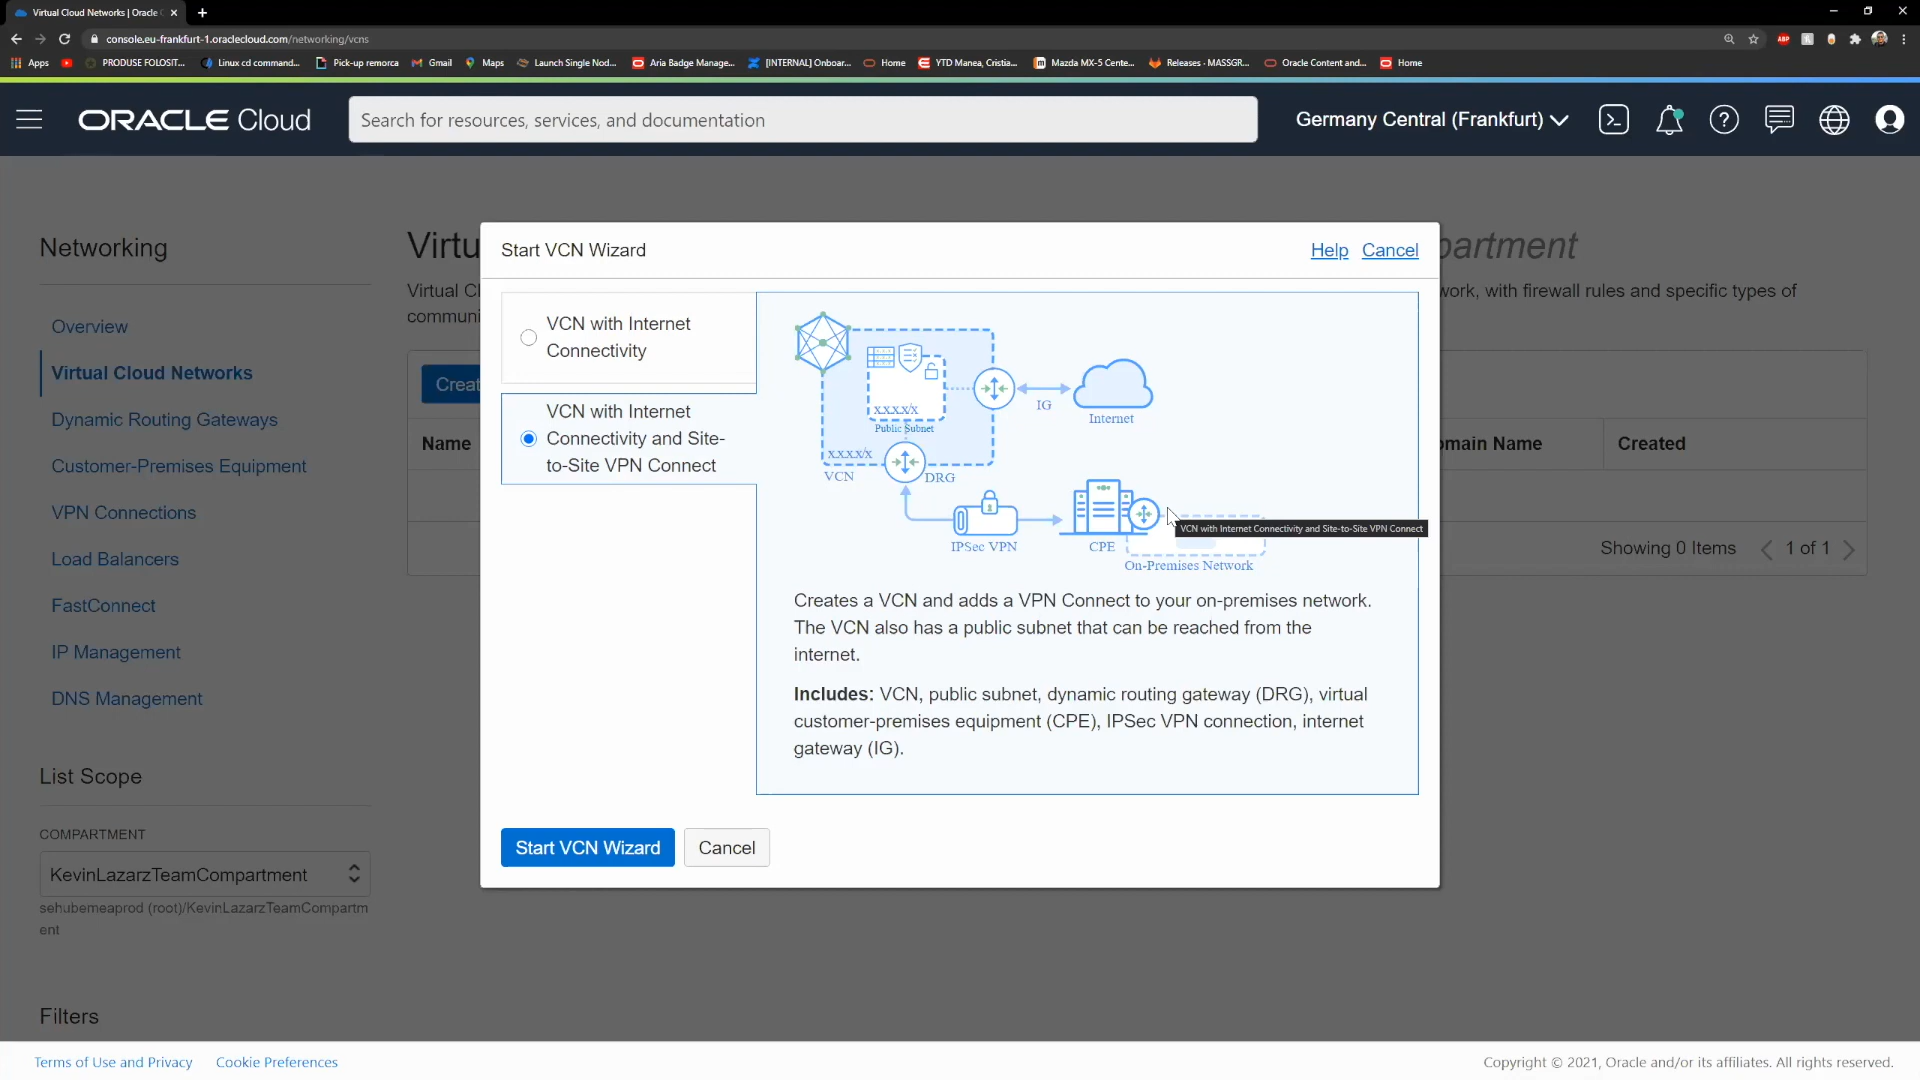 Virtual Cloud Networks | Oracle C
console.eu-frankfurt-1.oraclecloud.com/networking/vcns
Apps
PRODUSE FOLOSIT...
Linux cd command...
Pick-up remorca
Gmail
Maps
Launch Single Nod...
Aria Badge Manage...
[INTERNAL] Onboar...
Home
YTD Manea, Cristia...
Mazda MX-5 Cente...
Releases - MASSGR...
Oracle Content and...
Home
ORACLE Cloud
Search for resources, services, and documentation
Germany Central (Frankfurt)
Networking
Overview
Virtual Cloud Networks
Dynamic Routing Gateways
Customer-Premises Equipment
VPN Connections
Load Balancers
FastConnect
IP Management
DNS Management
List Scope
COMPARTMENT
KevinLazarzTeamCompartment
sehubemeaprod (root)/KevinLazarzTeamCompartm
ent
Filters
Virtu
partment
Virtual Cl
work, with firewall rules and specific types of
communi
Creat
Name
omain Name
Created
Showing 0 Items
1 of 1
Start VCN Wizard
Help
Cancel
VCN with Internet
Connectivity
VCN with Internet
Connectivity and Site-
to-Site VPN Connect
X.X.X.X/X
Public Subnet
X.X.X.X/X
VCN
DRG
IG
Internet
IPSec VPN
CPE
VCN with Internet Connectivity and Site-to-Site VPN Connect
On-Premises Network
Creates a VCN and adds a VPN Connect to your on-premises network.
The VCN also has a public subnet that can be reached from the
internet.
Includes: VCN, public subnet, dynamic routing gateway (DRG), virtual
customer-premises equipment (CPE), IPSec VPN connection, internet
gateway (IG).
Start VCN Wizard
Cancel
Terms of Use and Privacy
Cookie Preferences
Copyright © 2021, Oracle and/or its affiliates. All rights reserved.